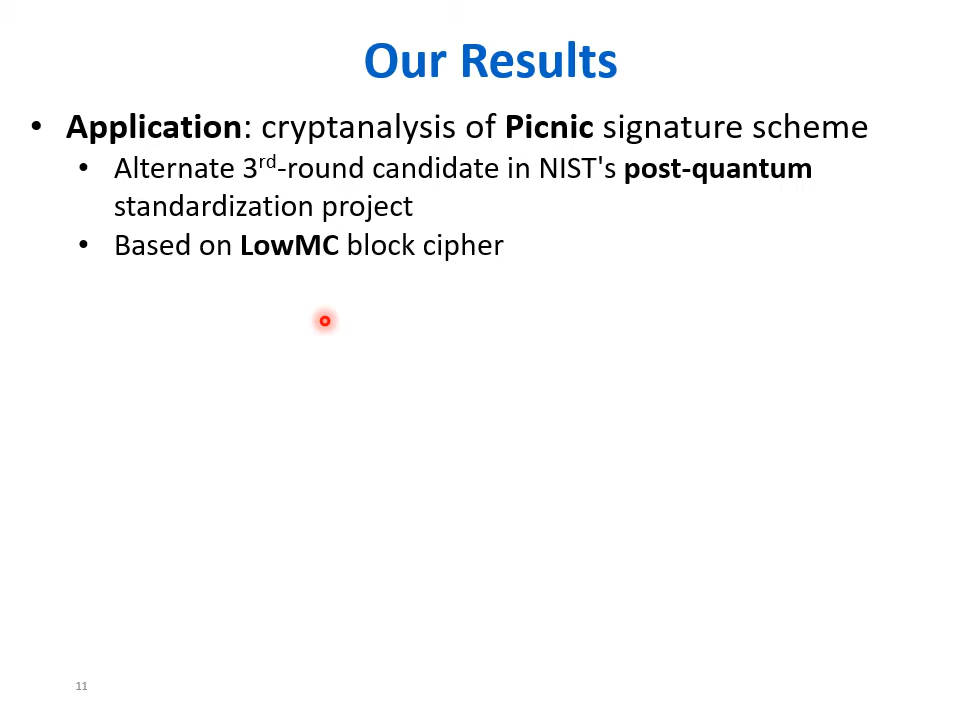 Our Results
• Application: cryptanalysis of Picnic signature scheme
• Alternate 3rd-round candidate in NIST's post-quantum
standardization project
• Based on LowMC block cipher
11